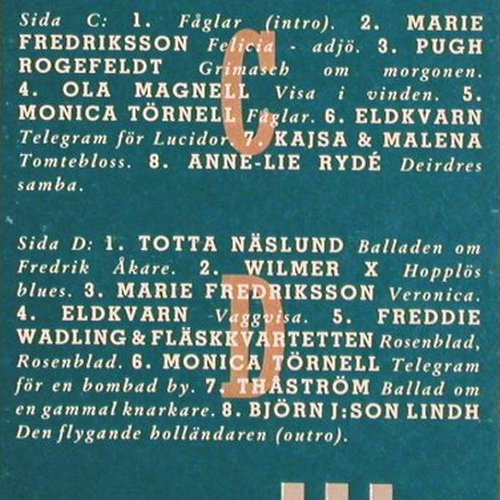 Sida C: 1. Fåglar (intro). 2. MARIE
FREDRIKSSON Felicia - adjö. 3. PUGH
ROGEFELDT Grimasch om morgonen.
4. OLA MAGNELL Visa i vinden. 5.
MONICA TÖRNELL Fåglar. 6. ELDKVARN
Telegram för Lucidor. 7. KAJSA & MALENA
Tomtebloss. 8. ANNE-LIE RYDÉ Deirdres
samba.
C
Sida D: 1. TOTTA NÄSLUND Balladen om
Fredrik Åkare. 2. WILMER X Hopplös
blues. 3. MARIE FREDRIKSSON Veronica.
4. ELDKVARN Vaggvisa. 5. FREDDIE
WADLING & FLÄSKKVARTETTEN Rosenblad,
Rosenblad. 6. MONICA TÖRNELL Telegram
för en bombad by. 7. THÅSTRÖM Ballad om
en gammal knarkare. 8. BJÖRN J:SON LINDH
Den flygande holländaren (outro).
D